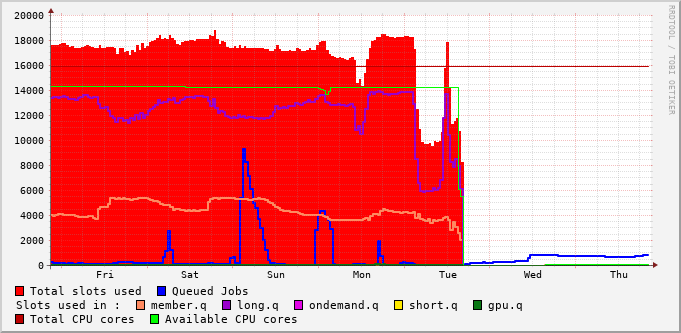 20000
18000
16000
14000
12000
10000
8000
6000
4000
2000
0
Fri Sat Sun Mon Tue Wed Thu
RRDTOOL / TOBI OETIKER
Total slots used Queued Jobs
Slots used in : member.q long.q ondemand.q short.q gpu.q
Total CPU cores Available CPU cores